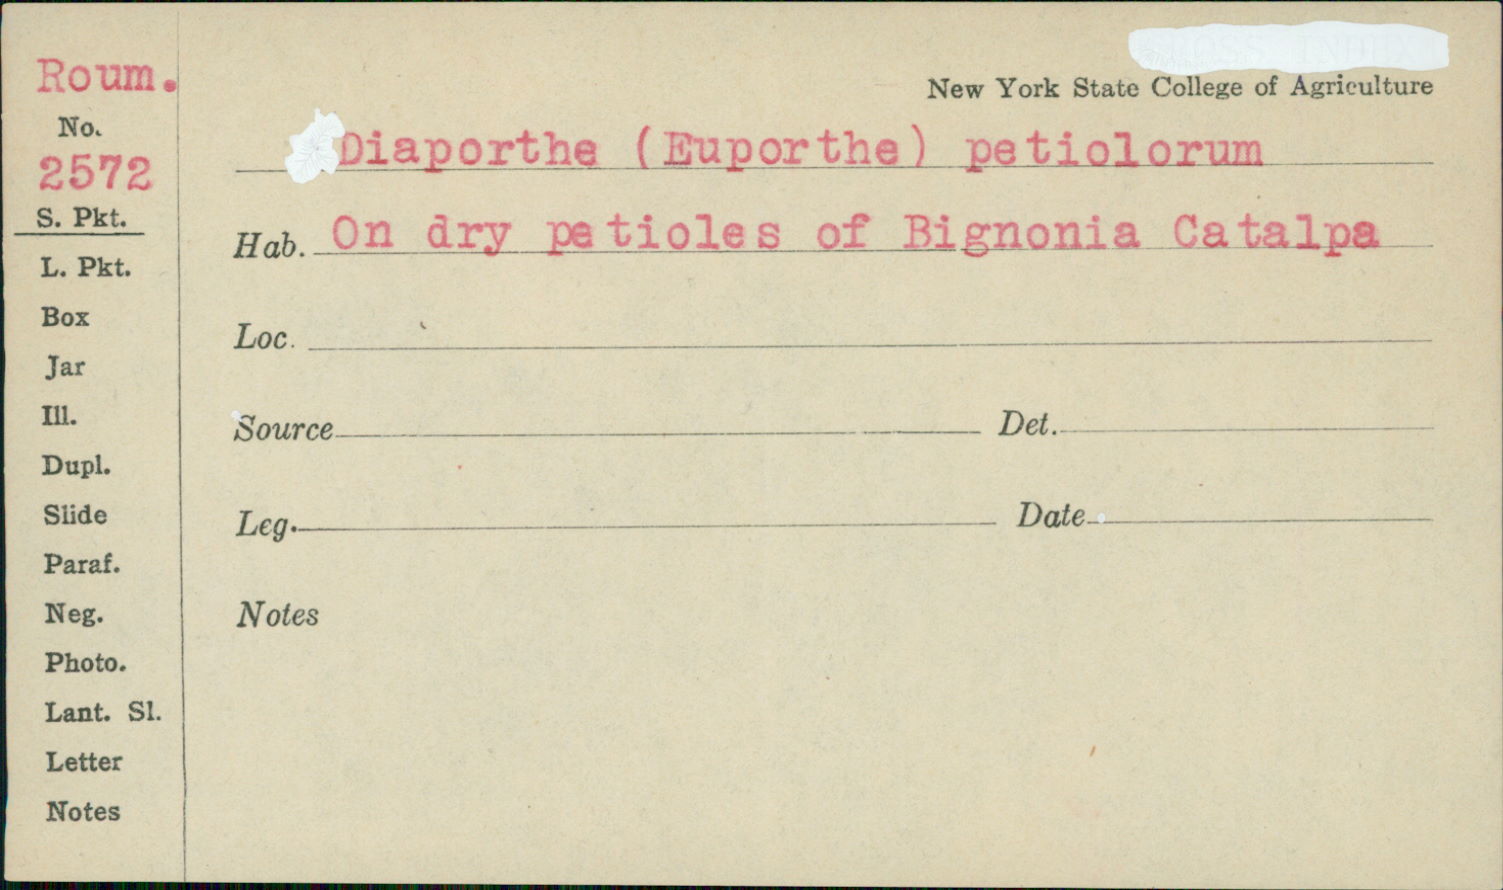 Roum.
No.
2572
S. Pkt.
L. Pkt.
Box
Jar
Ill.
Dupl.
Slide
Paraf.
Neg.
Photo.
Lant. Sl.
Letter
Notes
New York State College of Agriculture
Diaporthe (Euporthe) petiolorum
Hab. On dry petioles of Bignonia Catalpa
Loc.
Source Det.
Leg. Date
Notes